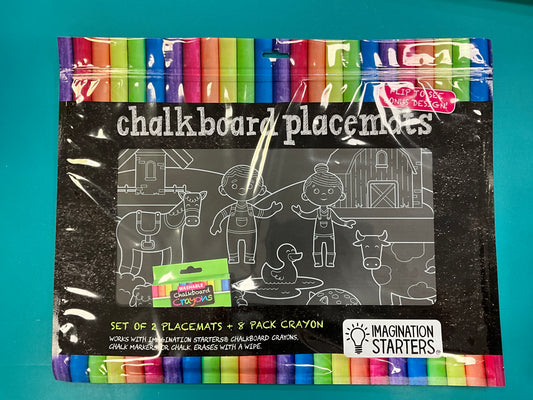 FLIP TO SEE
BONUS DESIGN!
chalkboard placemats
WASHABLE
Chalkboard
Crayons
SET OF 2 PLACEMATS + 8 PACK CRAYON
WORKS WITH IMAGINATION STARTERS® CHALKBOARD CRAYONS,
CHALK MARKERS OR CHALK. ERASES WITH A WIPE.
IMAGINATION
STARTERS®